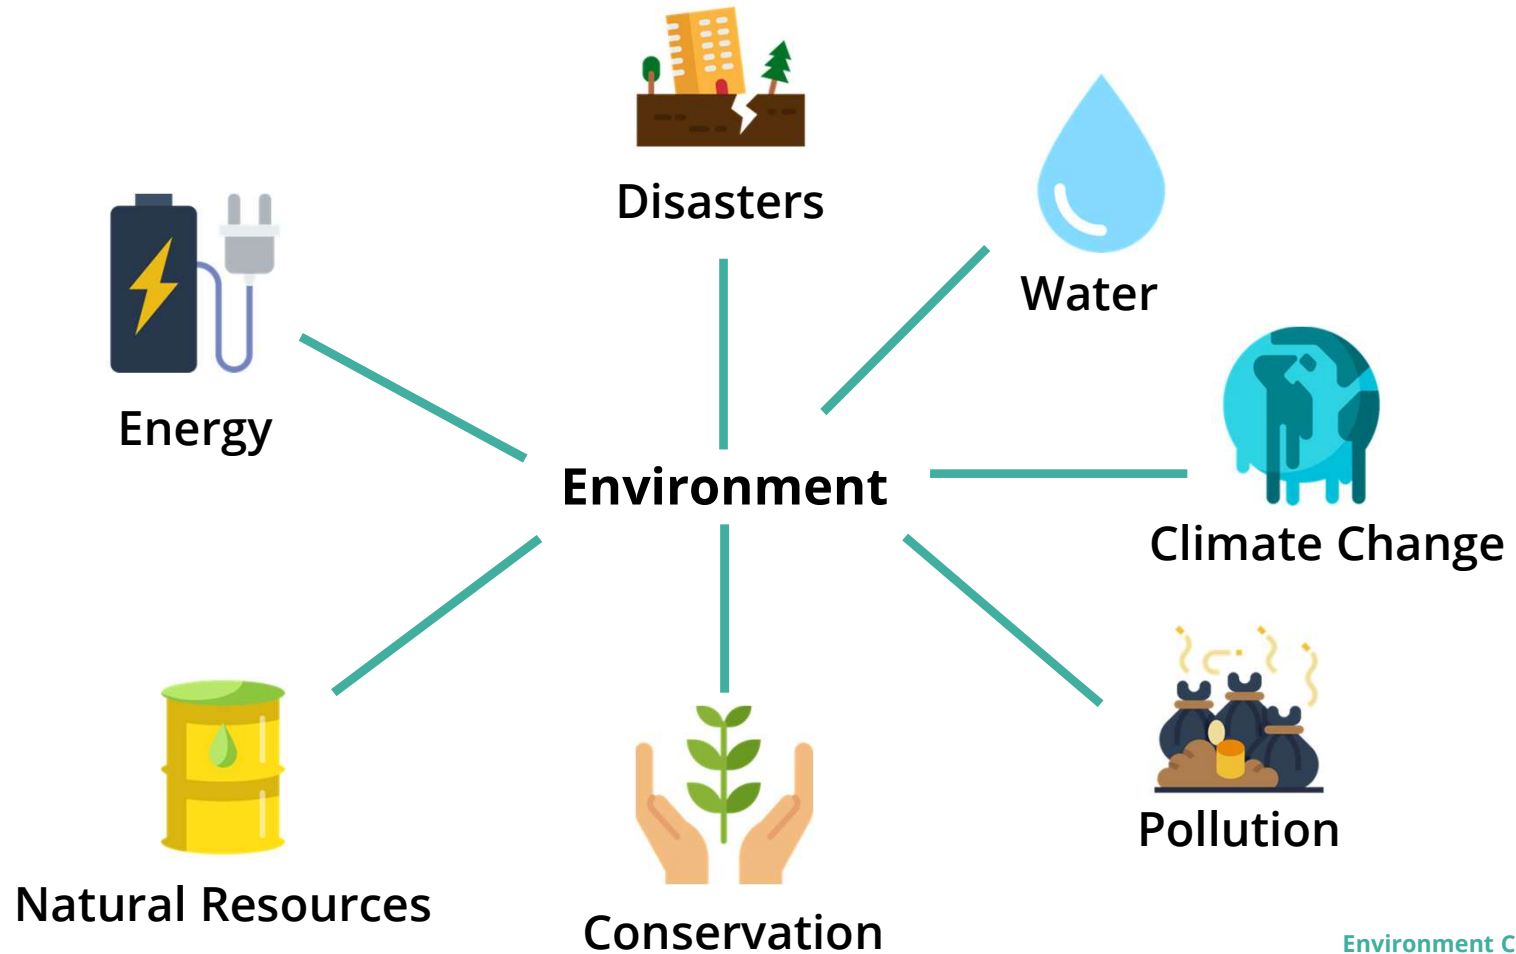 Disasters
Water
Energy
Environment
Climate Change
Pollution
Natural Resources
Conservation
Environment C